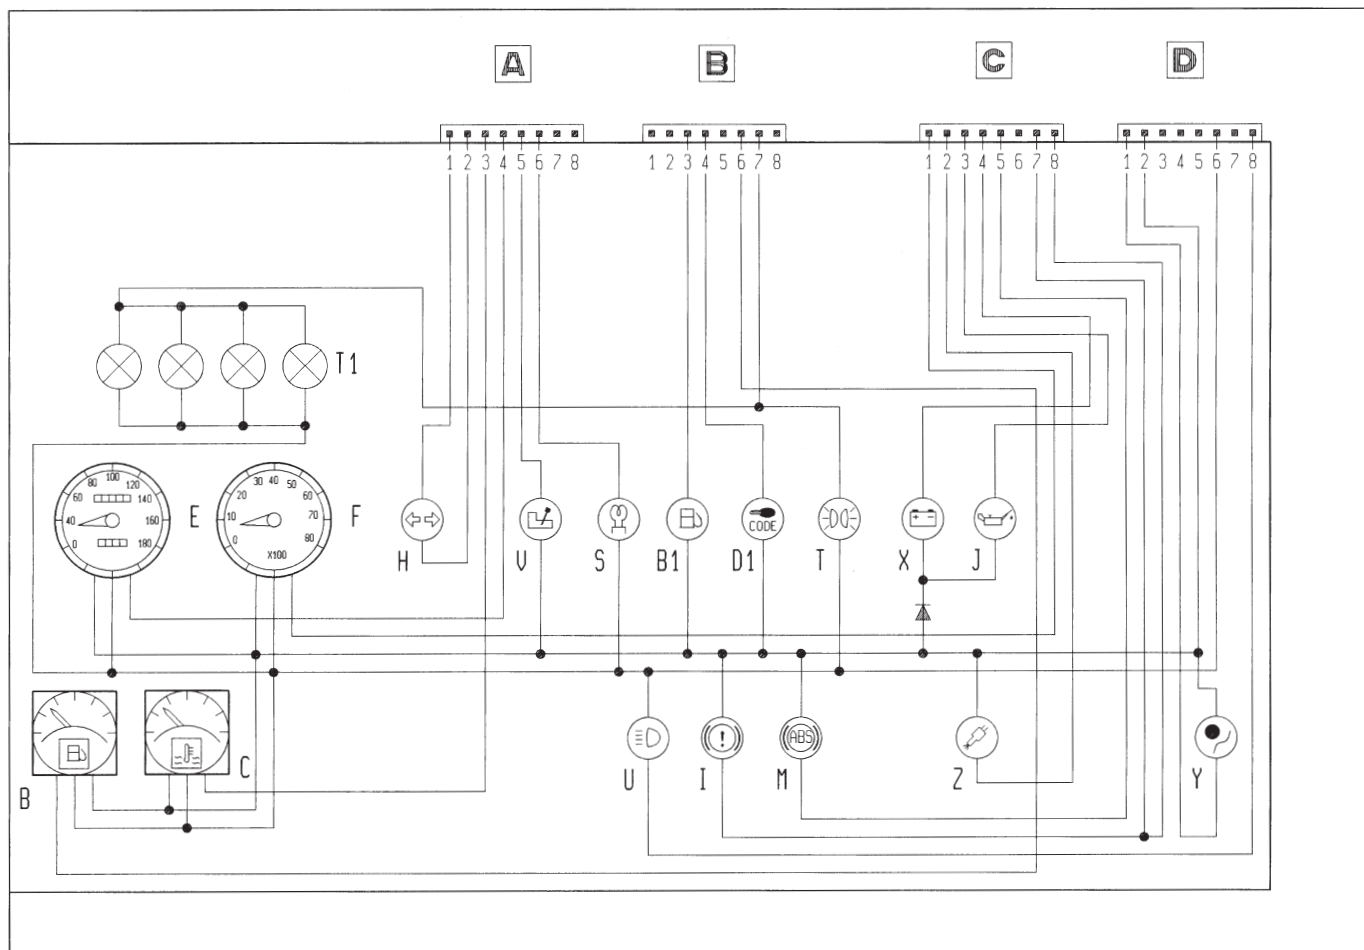 A B C D
1 2 3 4 5 6 7 8 1 2 3 4 5 6 7 8 1 2 3 4 5 6 7 8 1 2 3 4 5 6 7 8
T1
0 40 60 80 100 120 140 160 180
E
0 10 20 30 40 50 60 70 80
X100
F
CODE
H V S B1 D1 T X J
ABS
!
B C U I M Z Y